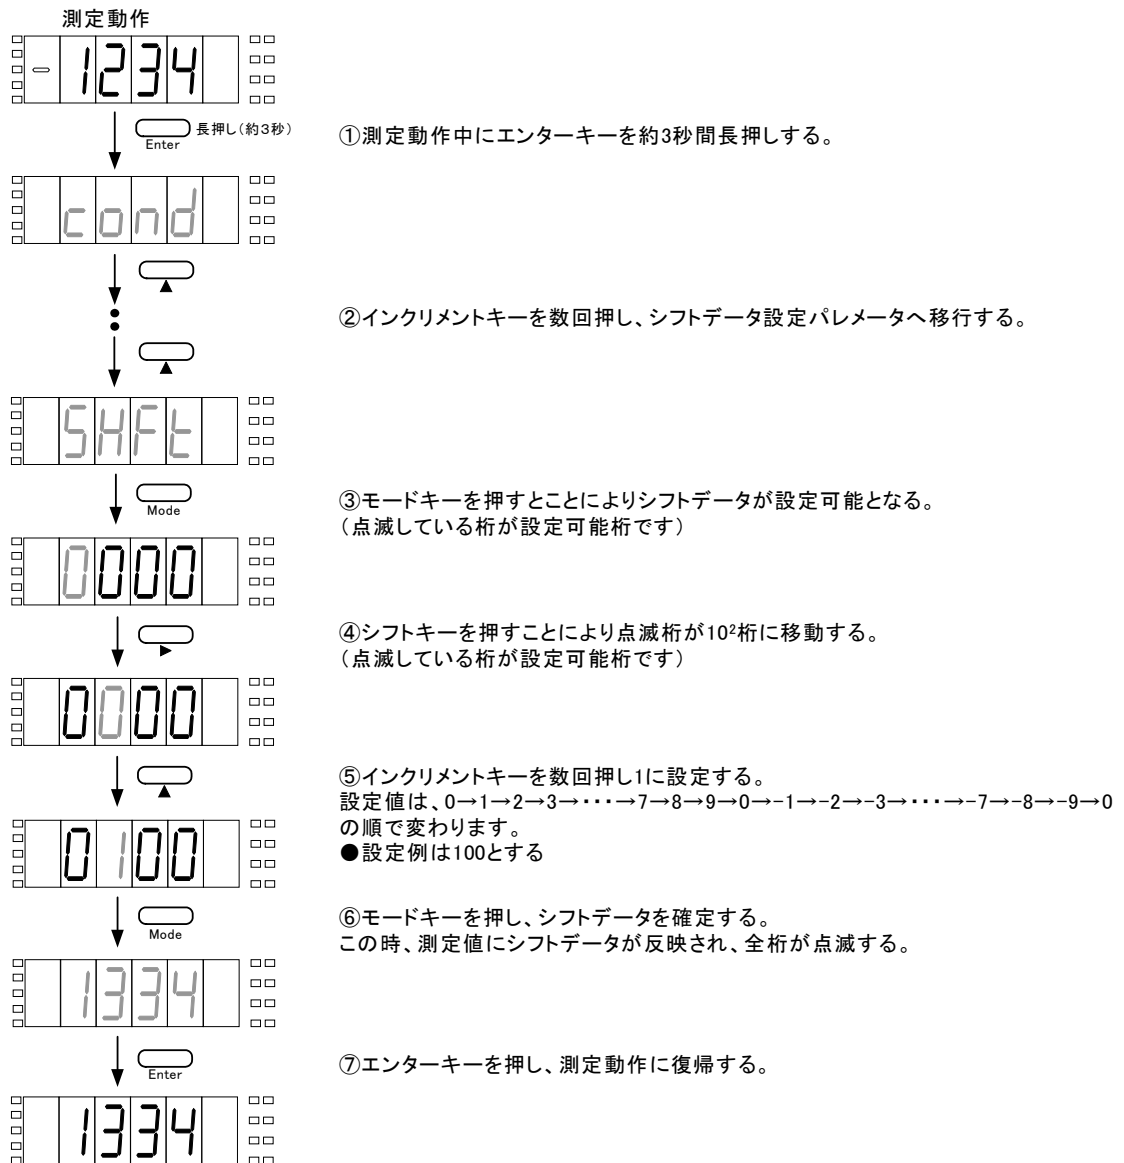 測定動作
- 1234
長押し(約3秒)
Enter
①測定動作中にエンターキーを約3秒間長押しする。
cond
▲
②インクリメントキーを数回押し、シフトデータ設定パレメータへ移行する。
▲
SHFt
Mode
③モードキーを押すとことによりシフトデータが設定可能となる。
(点滅している桁が設定可能桁です)
0000
▶
④シフトキーを押すことにより点滅桁が10²桁に移動する。
(点滅している桁が設定可能桁です)
0000
▲
⑤インクリメントキーを数回押し1に設定する。
設定値は、0→1→2→3→・・・→7→8→9→0→-1→-2→-3→・・・→-7→-8→-9→0
の順で変わります。
●設定例は100とする
0100
Mode
⑥モードキーを押し、シフトデータを確定する。
この時、測定値にシフトデータが反映され、全桁が点滅する。
1334
Enter
⑦エンターキーを押し、測定動作に復帰する。
1334